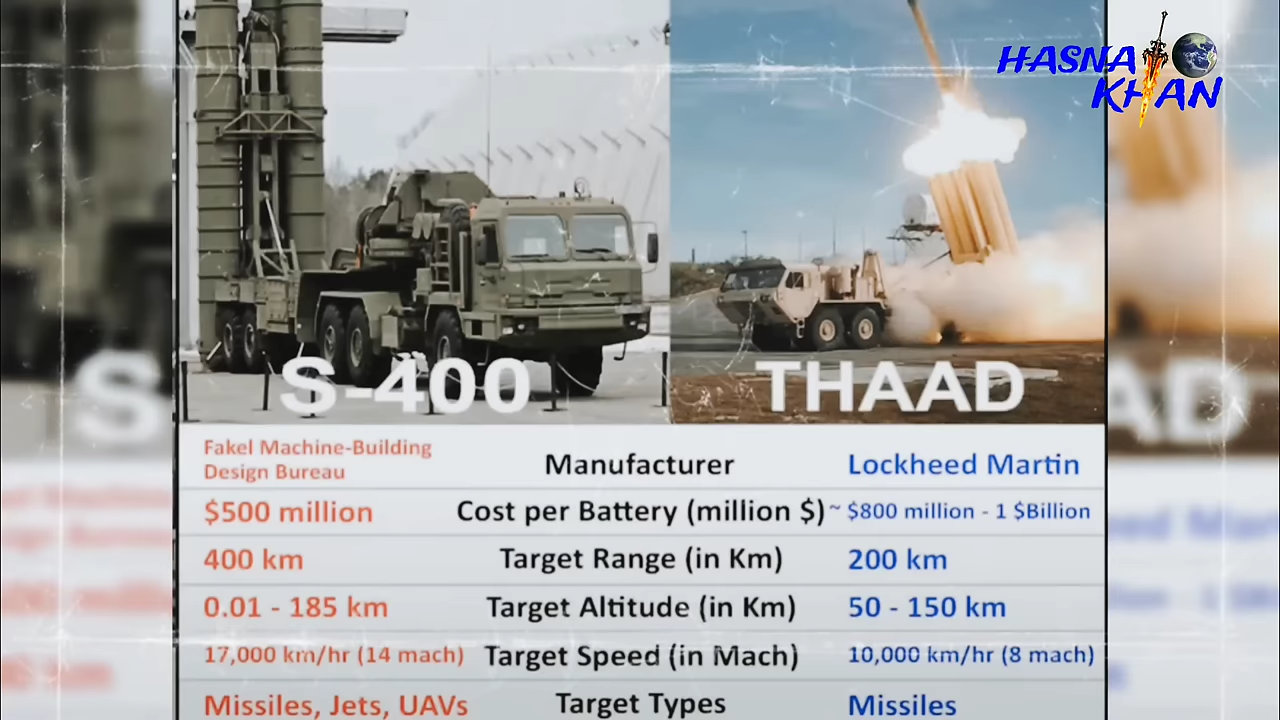 HASNA
KHAN
S-400
THAAD
Fakel Machine-Building
Design Bureau
Manufacturer
Lockheed Martin
$500 million
Cost per Battery (million $)
~ $800 million - 1 $Billion
400 km
Target Range (in Km)
200 km
0.01 - 185 km
Target Altitude (in Km)
50 - 150 km
17,000 km/hr (14 mach)
Target Speed (in Mach)
10,000 km/hr (8 mach)
Missiles, Jets, UAVs
Target Types
Missiles
S
AD